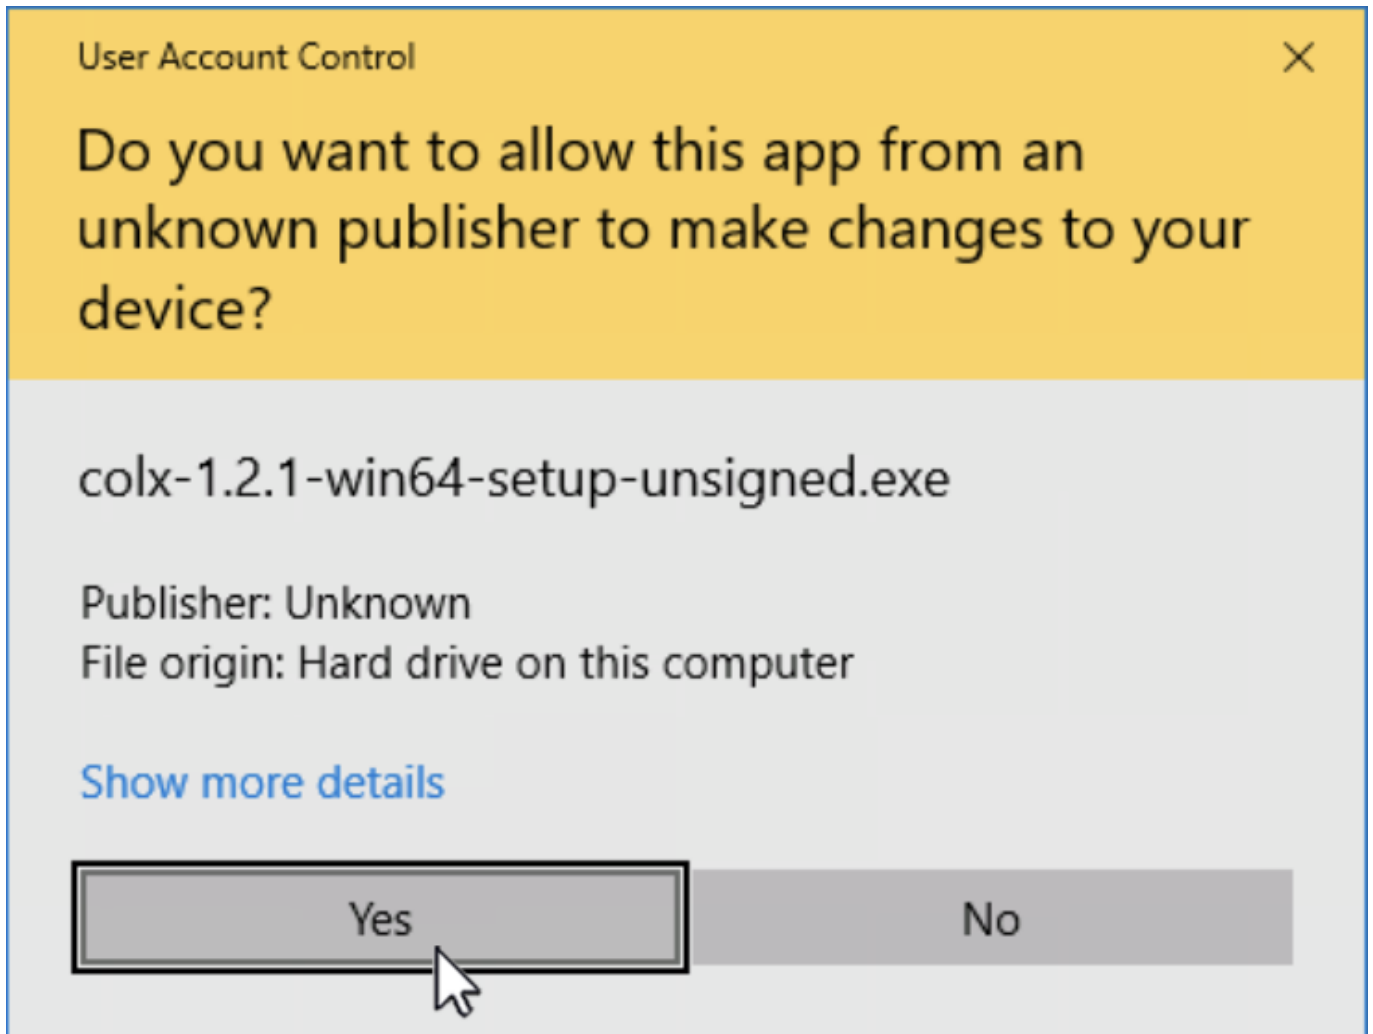 User Account Control
Do you want to allow this app from an
unknown publisher to make changes to your
device?
colx-1.2.1-win64-setup-unsigned.exe
Publisher: Unknown
File origin: Hard drive on this computer
Show more details
Yes
No